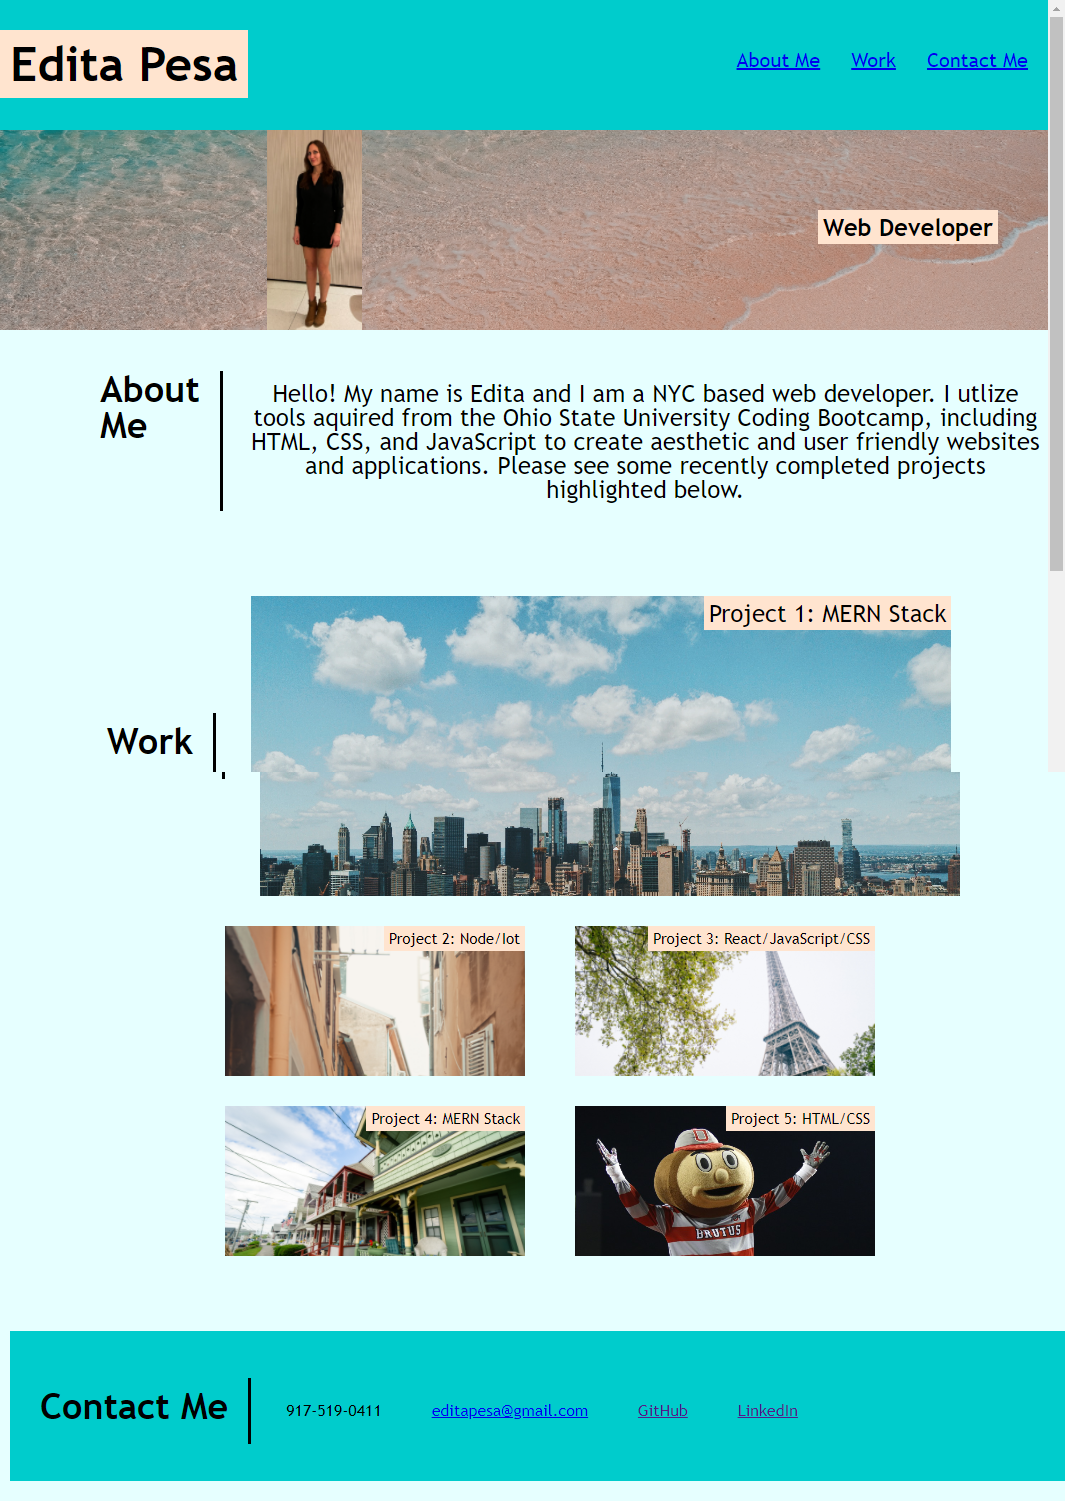 Edita Pesa
About Me
Work
Contact Me
Web Developer
About
Me
Hello! My name is Edita and I am a NYC based web developer. I utlize
tools aquired from the Ohio State University Coding Bootcamp, including
HTML, CSS, and JavaScript to create aesthetic and user friendly websites
and applications. Please see some recently completed projects
highlighted below.
Project 1: MERN Stack
Work
Project 2: Node/Iot
Project 3: React/JavaScript/CSS
Project 4: MERN Stack
Project 5: HTML/CSS
U
BRUTUS
Contact Me
917-519-0411
editapesa@gmail.com
GitHub
LinkedIn